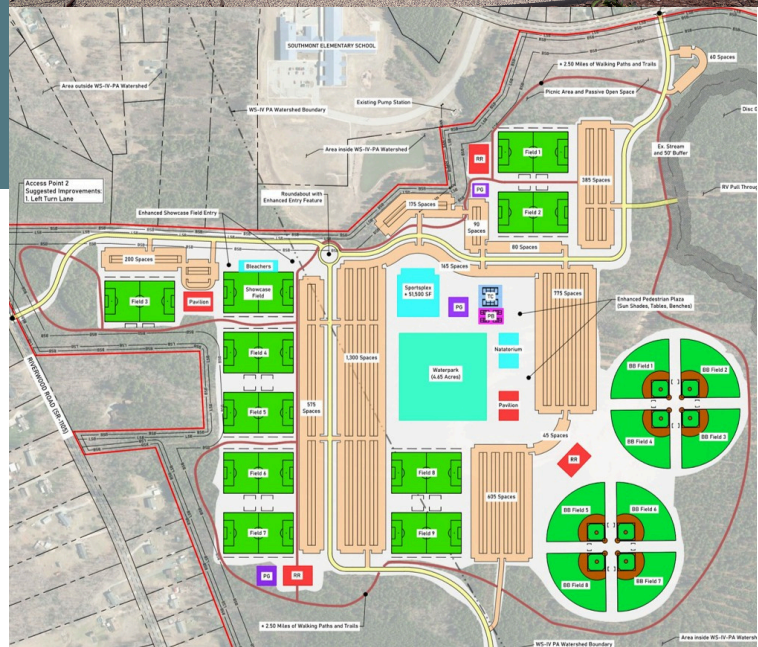 SOUTHMONT ELEMENTARY SCHOOL
60 Spaces
+ 2.50 Miles of Walking Paths and Trails
Area outside WS-IV-PA Watershed
Picnic Area and Passive Open Space
WS-IV PA Watershed Boundary
Existing Pump Station
Disc G
Area inside WS-IV-PA Watershed
Ex. Stream
and 50' Buffer
Field 1
RR
385 Spaces
Access Point 2
Suggested Improvements:
1. Left Turn Lane
PG
RV Pull Throug
Roundabout with
Enhanced Entry Feature
175 Spaces
Field 2
Enhanced Showcase Field Entry
90
Spaces
80 Spaces
200 Spaces
Bleachers
165 Spaces
Sportsplex
± 51,500 SF
TC
775 Spaces
Field 3
Pavilion
Showcase
Field
PG
PB
Enhanced Pedestrian Plaza
(Sun Shades, Tables, Benches)
Natatorium
Field 4
1,300 Spaces
Waterpark
(4.65 Acres)
BB Field 1
BB Field 2
RIVERWOOD ROAD (SR-1105)
575
Spaces
Pavilion
Field 5
45 Spaces
BB Field 4
BB Field 3
RR
Field 6
Field 8
605 Spaces
BB Field 5
BB Field 6
Field 7
Field 9
PG
RR
BB Field 8
BB Field 7
+ 2.50 Miles of Walking Paths and Trails
WS-IV PA Watershed Boundary
Area inside WS-IV-PA Watersh